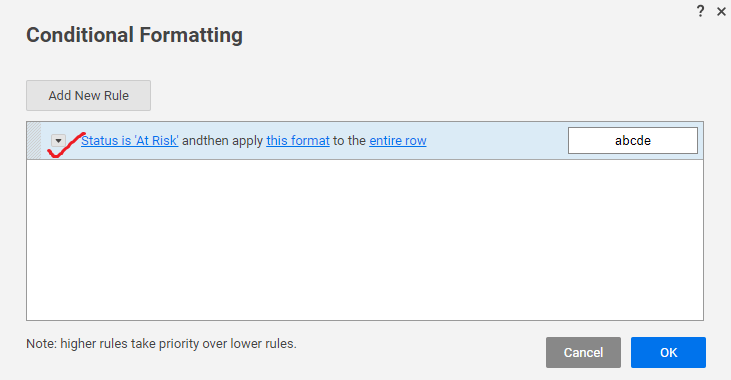 ? ×
Conditional Formatting
Add New Rule
Status is 'At Risk' andthen apply this format to the entire row abcde
Note: higher rules take priority over lower rules.
Cancel OK